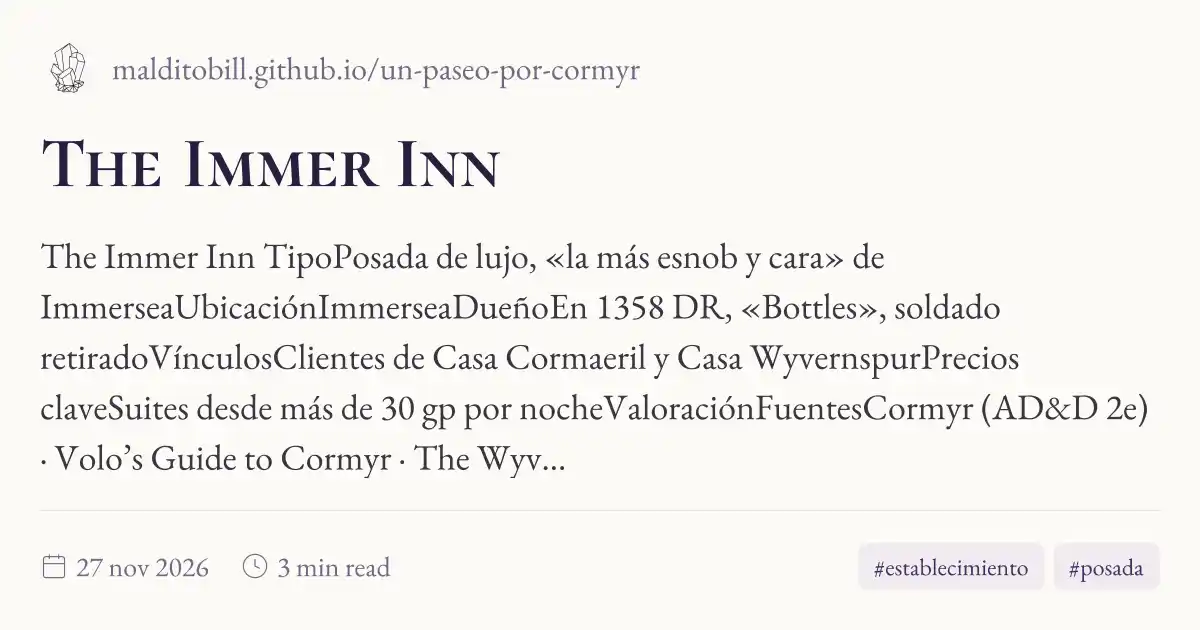 malditobill.github.io/un-paseo-por-cormyr
The Immer Inn
The Immer Inn TipoPosada de lujo, «la más esnob y cara» de
ImmerseaUbicaciónImmerseaDueñoEn 1358 DR, «Bottles», soldado
retiradoVínculosClientes de Casa Cormaeril y Casa WyvernspurPrecios
claveSuites desde más de 30 gp por nocheValoraciónFuentesCormyr (AD&D 2e)
· Volo’s Guide to Cormyr · The Wyv...
27 nov 2026
3 min read
#establecimiento
#posada